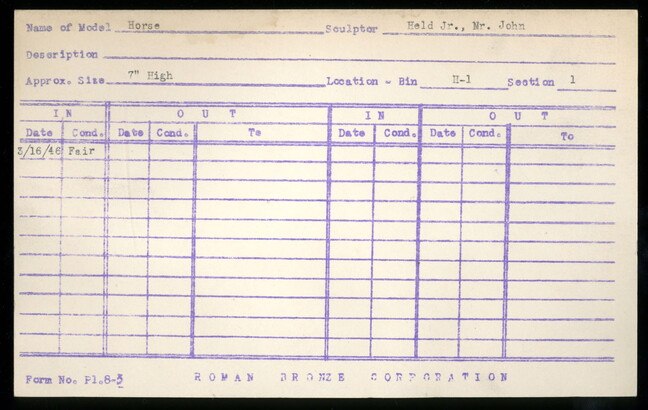 Name of Model Horse Sculptor Held Jr., Mr. John
Description
Approx. Size 7" High Location - Bin H-1 Section 1
IN OUT IN OUT
Date Cond. Date Cond. To Date Cond. Date Cond. To
3/16/46 Fair
Form No. Pl.8-3 ROMAN BRONZE CORPORATION